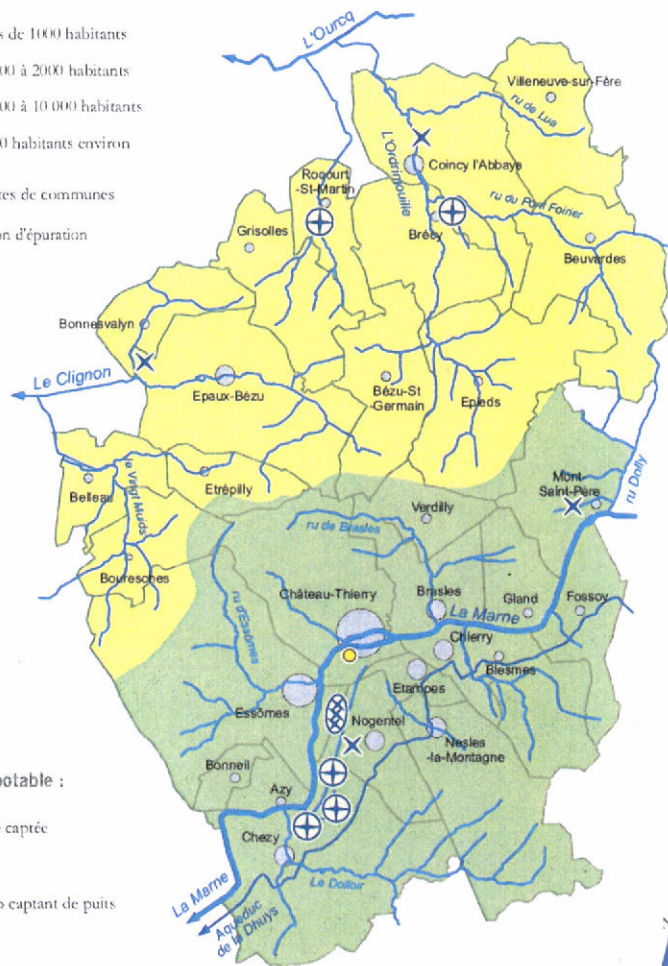 s de 1000 habitants
00 à 2000 habitants
00 à 10 000 habitants
0 habitants environ
res de communes
on d'épuration
L'Ourcq
Villeneuve-sur-Fère
ru de Lua
L'Ordrimouille
Coincy l'Abbaye
Rocourt
-St-Martin
ru du Pont Foirier
Grisolles
Brécy
Beuvardes
Bonnesvalyn
Le Clignon
Epaux-Bézu
Bézu-St
-Germain
Epieds
ru Dolly
Belleau
le Vingt Muids
Etrépilly
Mont-
Saint-Père
Verdilly
ru de Brasles
Bouresches
Château-Thierry
Brasles
Gland
Fossoy
La Marne
ru d'Essômes
Chierry
Blesmes
Etampes
Essômes
Nogentel
Nesles
-la-Montagne
Bonneil
Azy
otable :
e captée
Chezy
La Marne
Le Dolloir
Aqueduc
de la Dhuys
p captant de puits